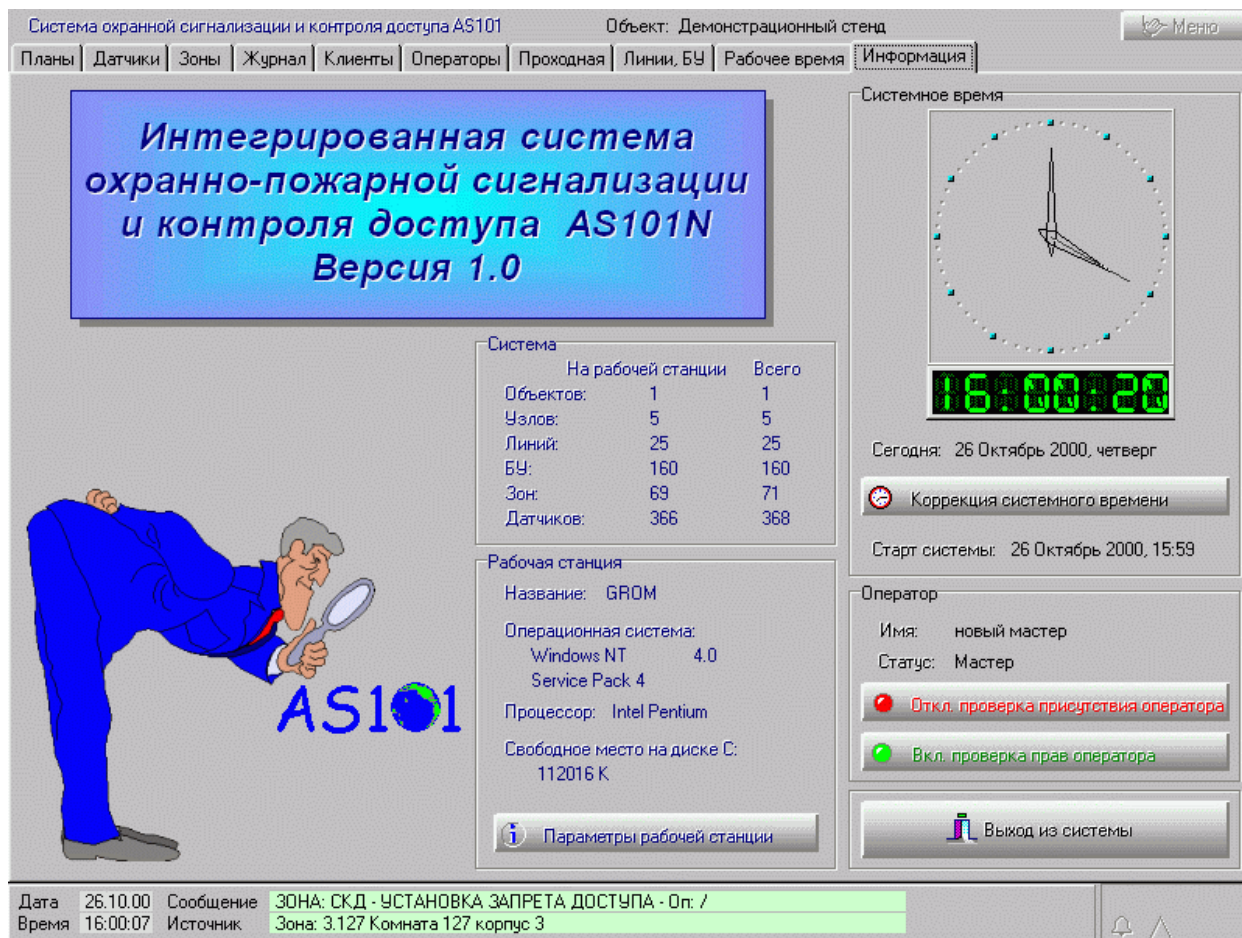 Система охранной сигнализации и контроля доступа AS101 Объект: Демонстрационный стенд Меню
Планы Датчики Зоны Журнал Клиенты Операторы Проходная Линии, БУ Рабочее время Информация
Интегрированная система
охранно-пожарной сигнализации
и контроля доступа AS101N
Версия 1.0
Система
На рабочей станции Всего
Объектов: 1 1
Узлов: 5 5
Линий: 25 25
БУ: 160 160
Зон: 69 71
Датчиков: 366 368
Рабочая станция
Название: GROM
Операционная система:
Windows NT 4.0
Service Pack 4
Процессор: Intel Pentium
Свободное место на диске C:
112016 K
Параметры рабочей станции
AS101
Системное время
16:00:20
Сегодня: 26 Октябрь 2000, четверг
Коррекция системного времени
Старт системы: 26 Октябрь 2000, 15:59
Оператор
Имя: новый мастер
Статус: Мастер
Откл. проверка присутствия оператора
Вкл. проверка прав оператора
Выход из системы
Дата 26.10.00 Сообщение ЗОНА: СКД - УСТАНОВКА ЗАПРЕТА ДОСТУПА - Оп: /
Время 16:00:07 Источник Зона: 3.127 Комната 127 корпус 3